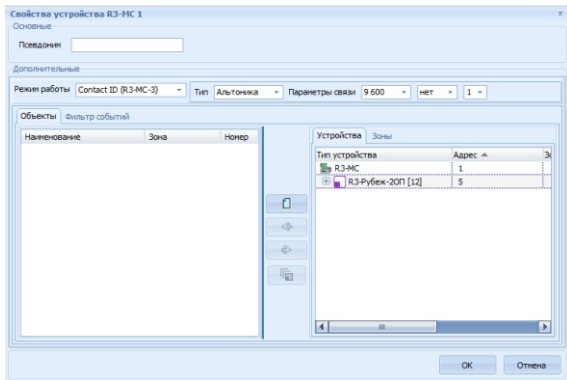 Свойства устройства R3-МС 1
Основные
Псевдоним
Дополнительные
Режим работы Contact ID (R3-МС-3) Тип Альтоника Параметры связи 9 600 нет 1
Объекты Фильтр событий
Наименование Зона Номер
Устройства Зоны
Тип устройства Адрес
R3-МС 1
R3-Рубеж-2ОП [12] 5
OK Отмена